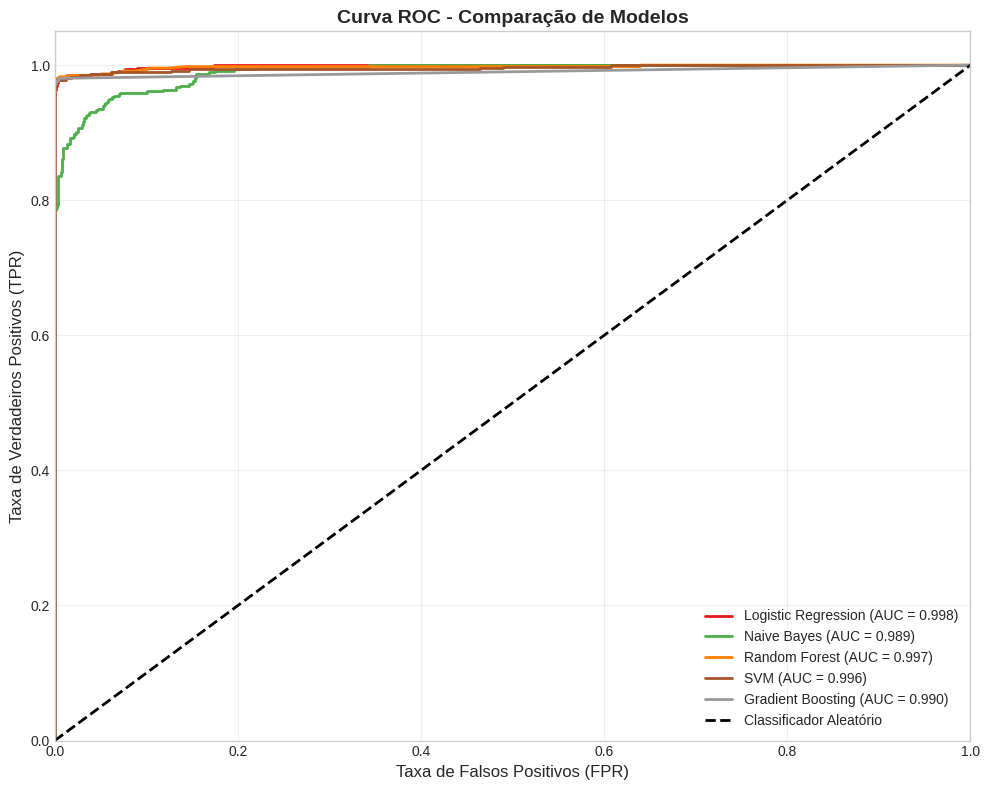 Curva ROC - Comparação de Modelos
Taxa de Verdadeiros Positivos (TPR)
1.0
0.8
0.6
0.4
0.2
0.0
0.0
0.2
0.4
0.6
0.8
1.0
Taxa de Falsos Positivos (FPR)
Logistic Regression (AUC = 0.998)
Naive Bayes (AUC = 0.989)
Random Forest (AUC = 0.997)
SVM (AUC = 0.996)
Gradient Boosting (AUC = 0.990)
Classificador Aleatório